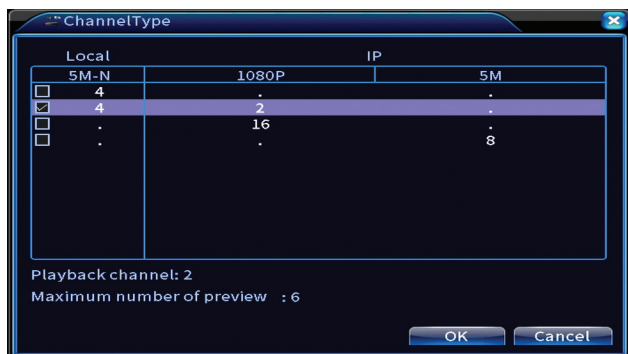 ChannelType
Local IP
5M-N 1080P 5M
4 . .
4 2 .
. 16 .
. . 8
Playback channel: 2
Maximum number of preview : 6
OK Cancel